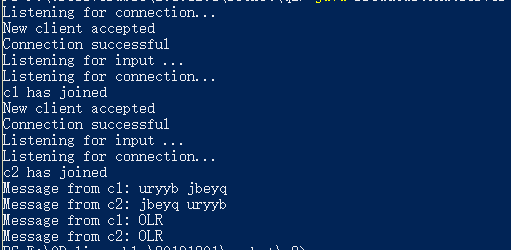 Listening for connection...
New client accepted
Connection successful
Listening for input ...
Listening for connection...
c1 has joined
New client accepted
Connection successful
Listening for input ...
Listening for connection...
c2 has joined
Message from c1: uryyb jbeyq
Message from c2: jbeyq uryyb
Message from c1: OLR
Message from c2: OLR